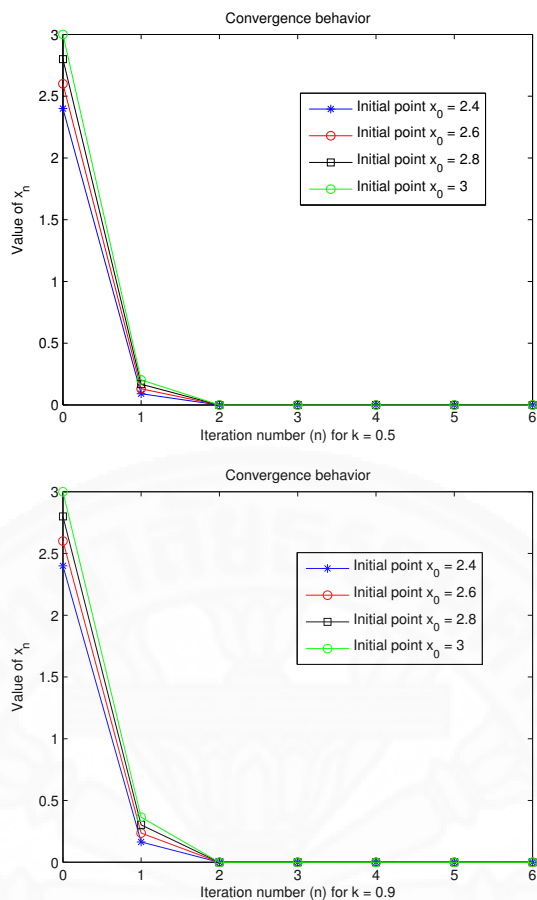 Convergence behavior
3
2.5
2
1.5
1
0.5
0
Value of x_n
Initial point x_0 = 2.4
Initial point x_0 = 2.6
Initial point x_0 = 2.8
Initial point x_0 = 3
0 1 2 3 4 5 6
Iteration number (n) for k = 0.5
Convergence behavior
3
2.5
2
1.5
1
0.5
0
Value of x_n
Initial point x_0 = 2.4
Initial point x_0 = 2.6
Initial point x_0 = 2.8
Initial point x_0 = 3
0 1 2 3 4 5 6
Iteration number (n) for k = 0.9